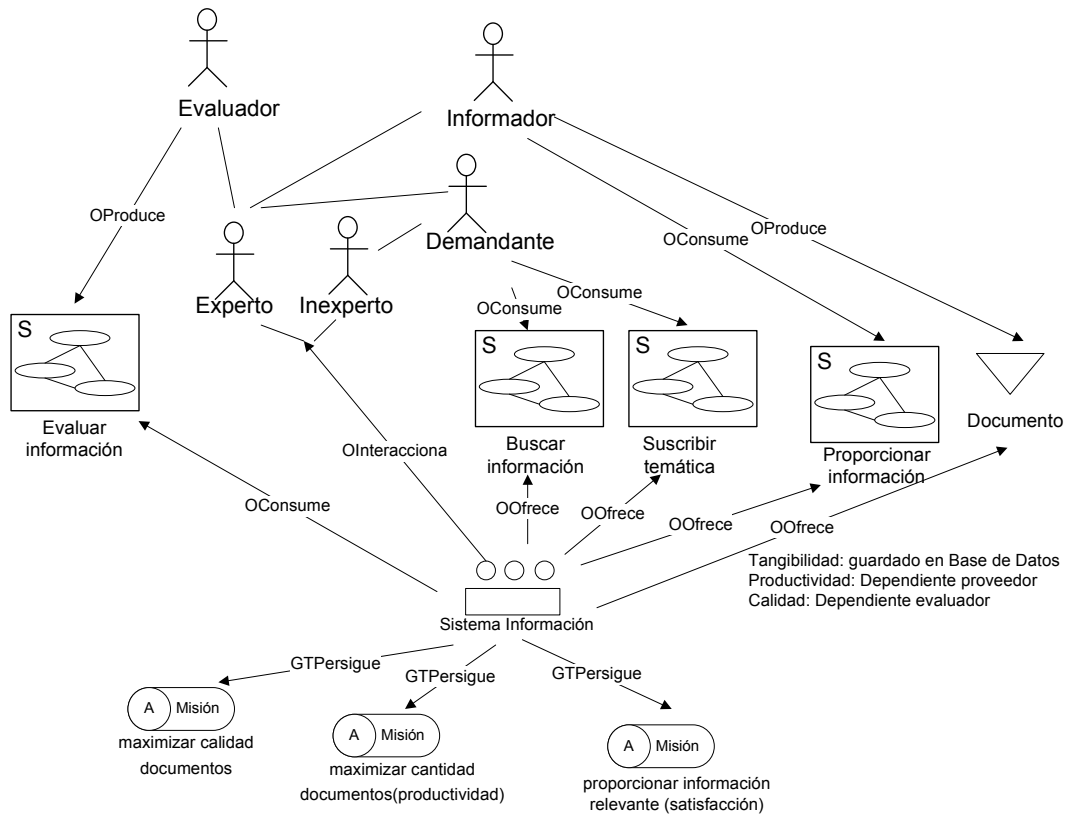 Evaluador
Informador
OProduce
Demandante
OConsume
OProduce
Experto
Inexperto
OConsume
OConsume
S
S
S
S
Evaluar
información
OInteracciona
Buscar
información
Suscribir
temática
Proporcionar
información
Documento
OConsume
OOfrece
OOfrece
OOfrece
OOfrece
Tangibilidad: guardado en Base de Datos
Productividad: Dependiente proveedor
Calidad: Dependiente evaluador
Sistema Información
GTPersigue
GTPersigue
GTPersigue
A Misión
maximizar calidad
documentos
A Misión
maximizar cantidad
documentos(productividad)
A Misión
proporcionar información
relevante (satisfacción)